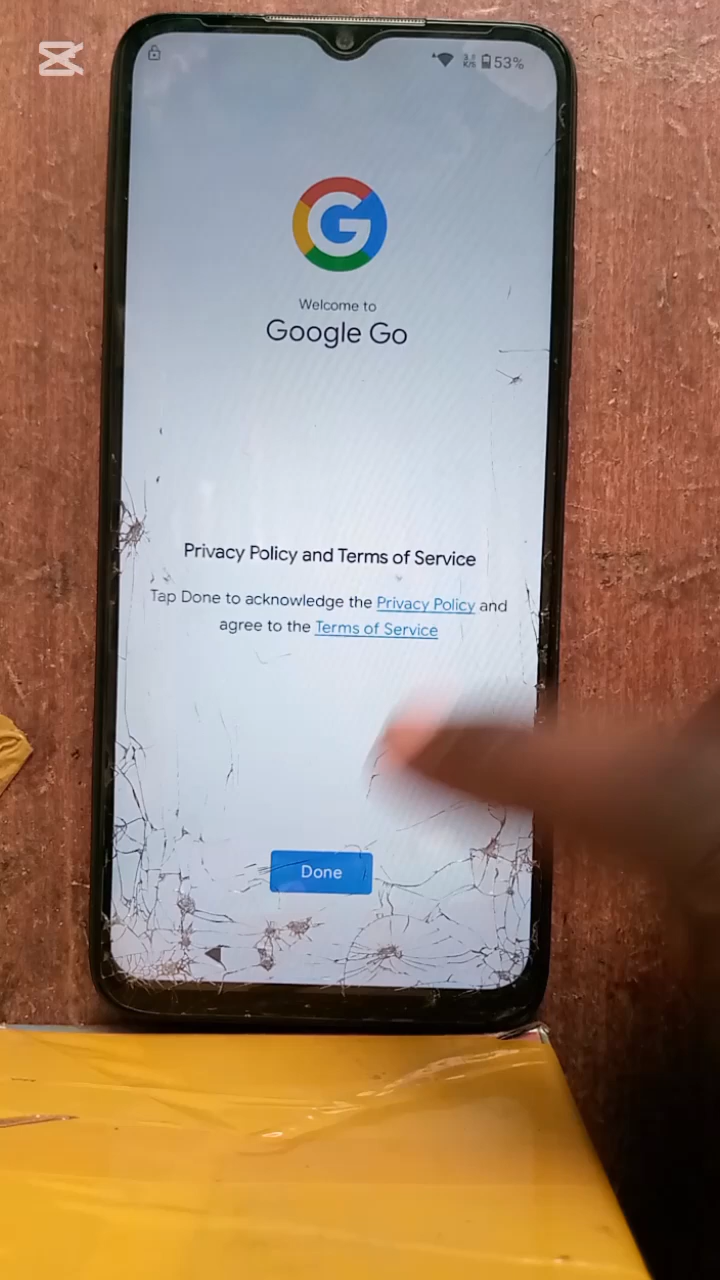 53%
Welcome to
Google Go
Privacy Policy and Terms of Service
Tap Done to acknowledge the Privacy Policy and
agree to the Terms of Service
Done